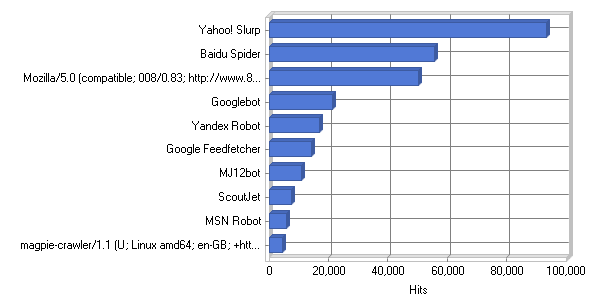 Yahoo! Slurp
Baidu Spider
Mozilla/5.0 (compatible; 008/0.83; http://www.8...
Googlebot
Yandex Robot
Google Feedfetcher
MJ12bot
ScoutJet
MSN Robot
magpie-crawler/1.1 (U; Linux amd64; en-GB; +htt...
0 20,000 40,000 60,000 80,000 100,000
Hits